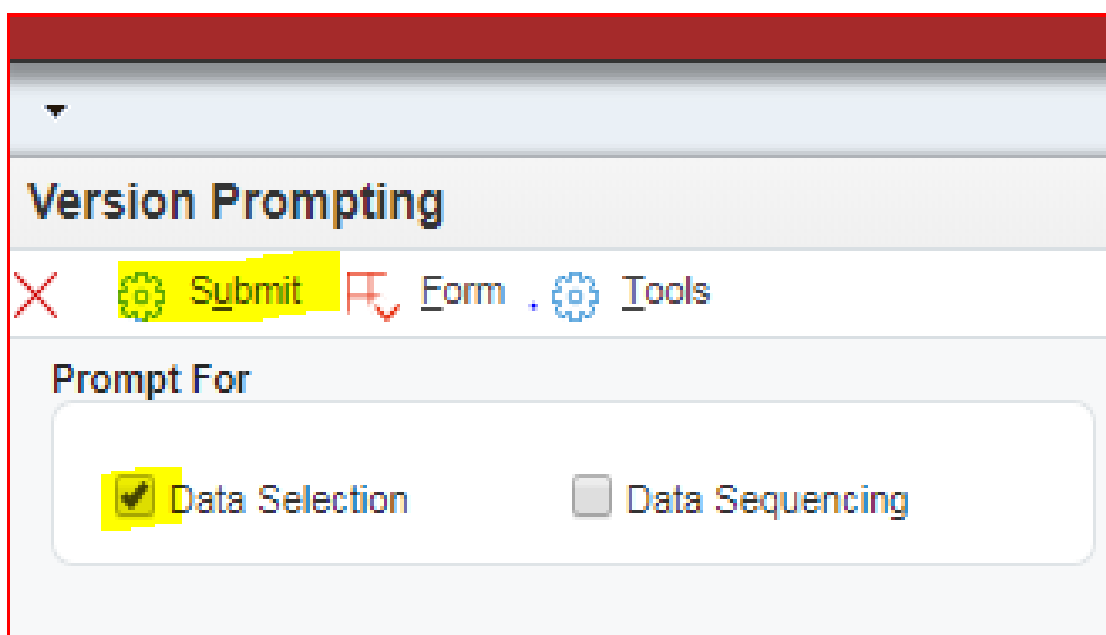 Version Prompting
Submit Form Tools
Prompt For
Data Selection Data Sequencing